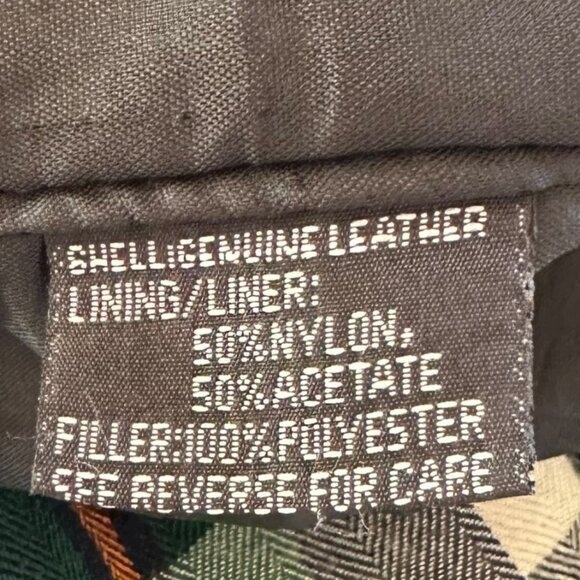 SHELL:GENUINE LEATHER
LINING/LINER:
50%NYLON,
50%ACETATE
FILLER:100%POLYESTER
SEE REVERSE FOR CARE